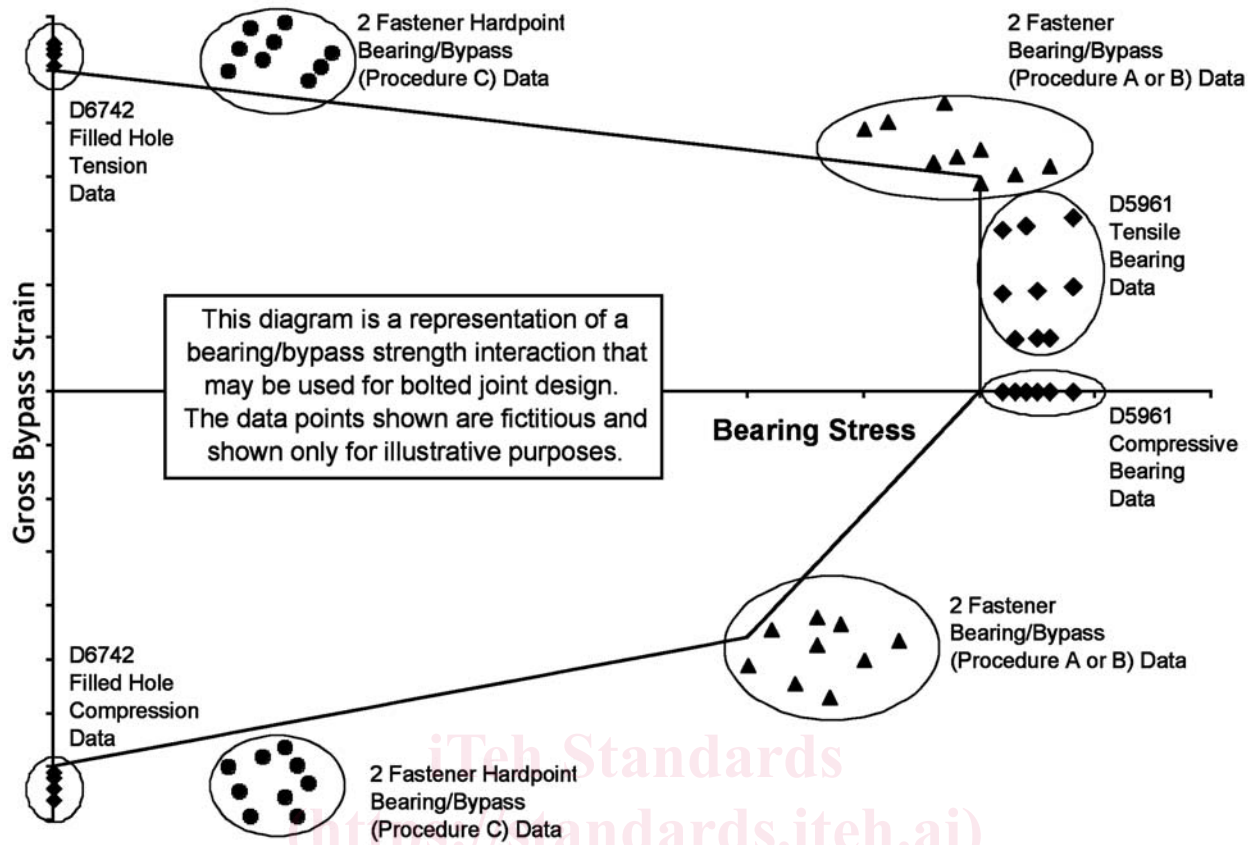 2 Fastener Hardpoint
Bearing/Bypass
(Procedure C) Data
2 Fastener
Bearing/Bypass
(Procedure A or B) Data
D6742
Filled Hole
Tension
Data
D5961
Tensile
Bearing
Data
Gross Bypass Strain
This diagram is a representation of a
bearing/bypass strength interaction that
may be used for bolted joint design.
The data points shown are fictitious and
shown only for illustrative purposes.
Bearing Stress
D5961
Compressive
Bearing
Data
2 Fastener
Bearing/Bypass
(Procedure A or B) Data
D6742
Filled Hole
Compression
Data
2 Fastener Hardpoint
Bearing/Bypass
(Procedure C) Data
iTeh Standards
(https://standards.iteh.ai)